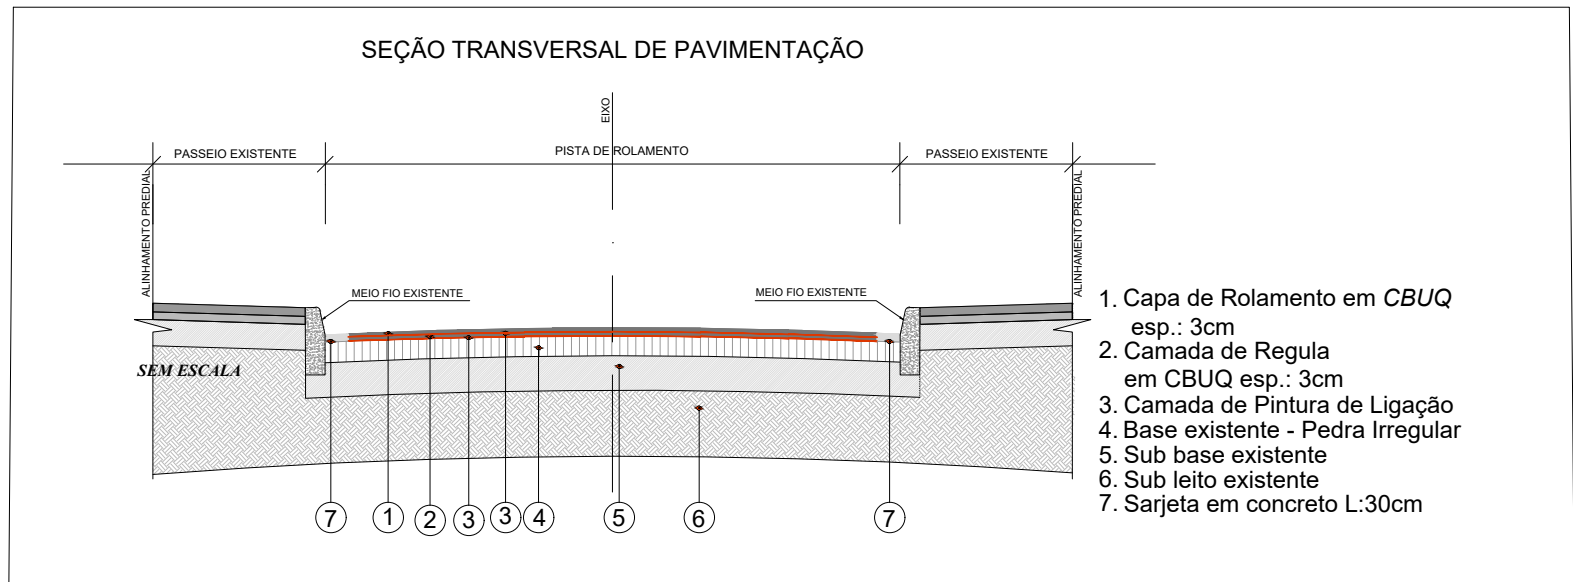 SEÇÃO TRANSVERSAL DE PAVIMENTAÇÃO
EIXO
PASSEIO EXISTENTE
PISTA DE ROLAMENTO
PASSEIO EXISTENTE
ALINHAMENTO PREDIAL
ALINHAMENTO PREDIAL
MEIO FIO EXISTENTE
MEIO FIO EXISTENTE
SEM ESCALA
1. Capa de Rolamento em CBUQ
esp.: 3cm
2. Camada de Regula
em CBUQ esp.: 3cm
3. Camada de Pintura de Ligação
4. Base existente - Pedra Irregular
5. Sub base existente
6. Sub leito existente
7. Sarjeta em concreto L:30cm
7 1 2 3 3 4 5 6 7